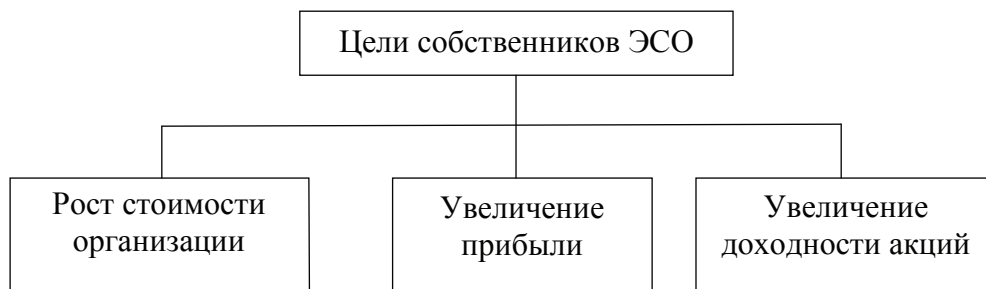 Цели собственников ЭСО
Рост стоимости
организации
Увеличение
прибыли
Увеличение
доходности акций